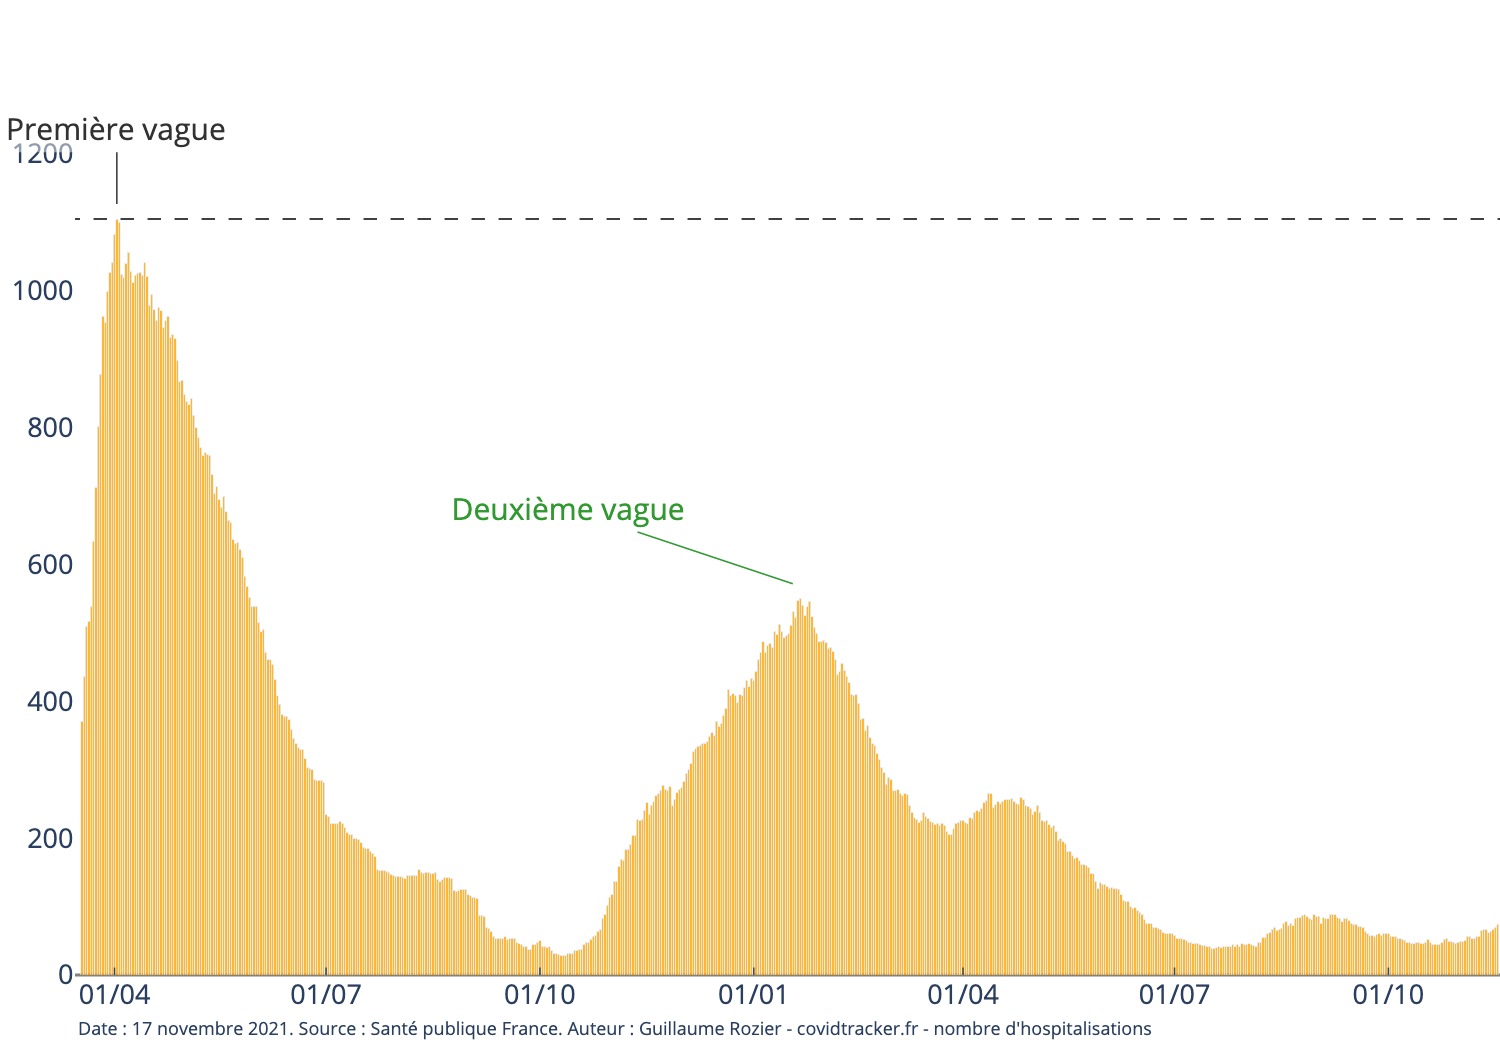 Première vague
1200
1000
800
Deuxième vague
600
400
200
0
01/04 01/07 01/10 01/01 01/04 01/07 01/10
Date : 17 novembre 2021. Source : Santé publique France. Auteur : Guillaume Rozier - covidtracker.fr - nombre d'hospitalisations